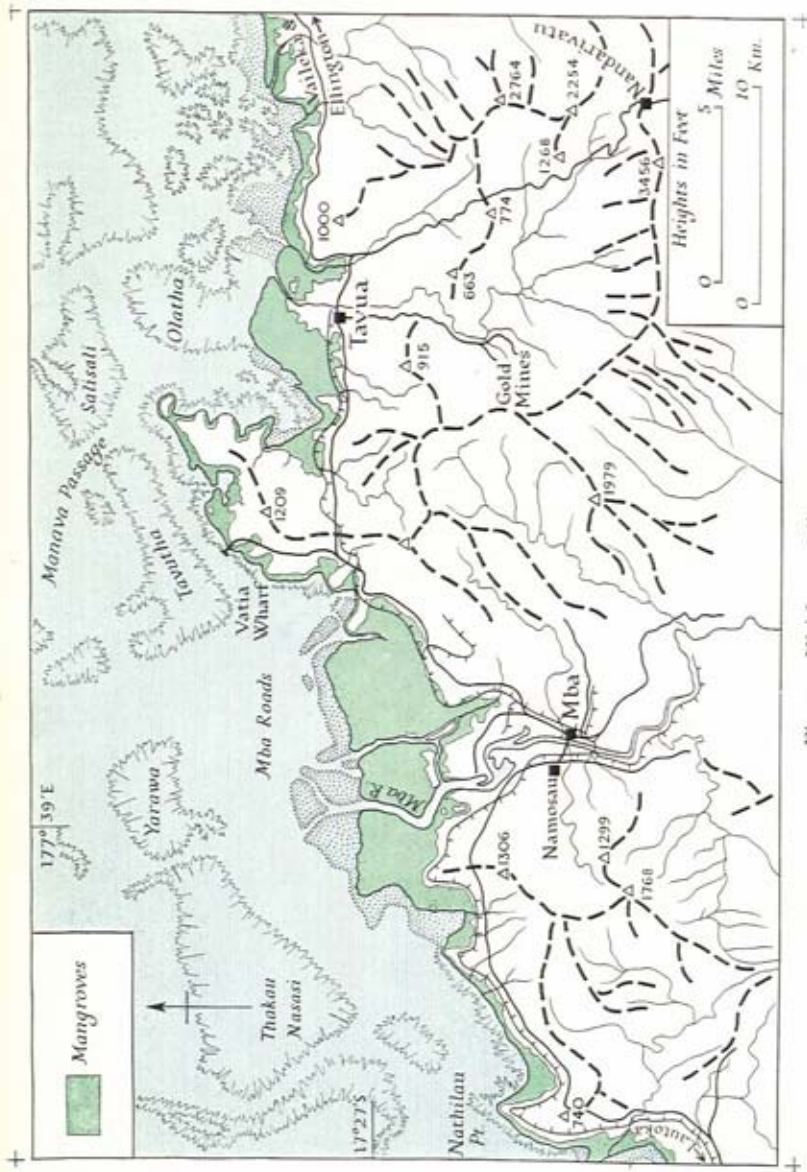 Mangroves
177° 39'E
17°27'S
Thakau
Nasasi
Yarawa
Manava Passage
Salisali
Tavutha
Olatha
Mba Roads
Vatia
Wharf
Nathilau
Pt.
Mba R.
1209
1000
Vaileka
Ellington
Tavua
915
663
774
1268
2764
2254
Nandarivatu
3456
Gold
Mines
1979
Mba
Namosau
1306
1299
1768
740
Lautoka
Heights in Feet
0 5 Miles
0 10 Km.